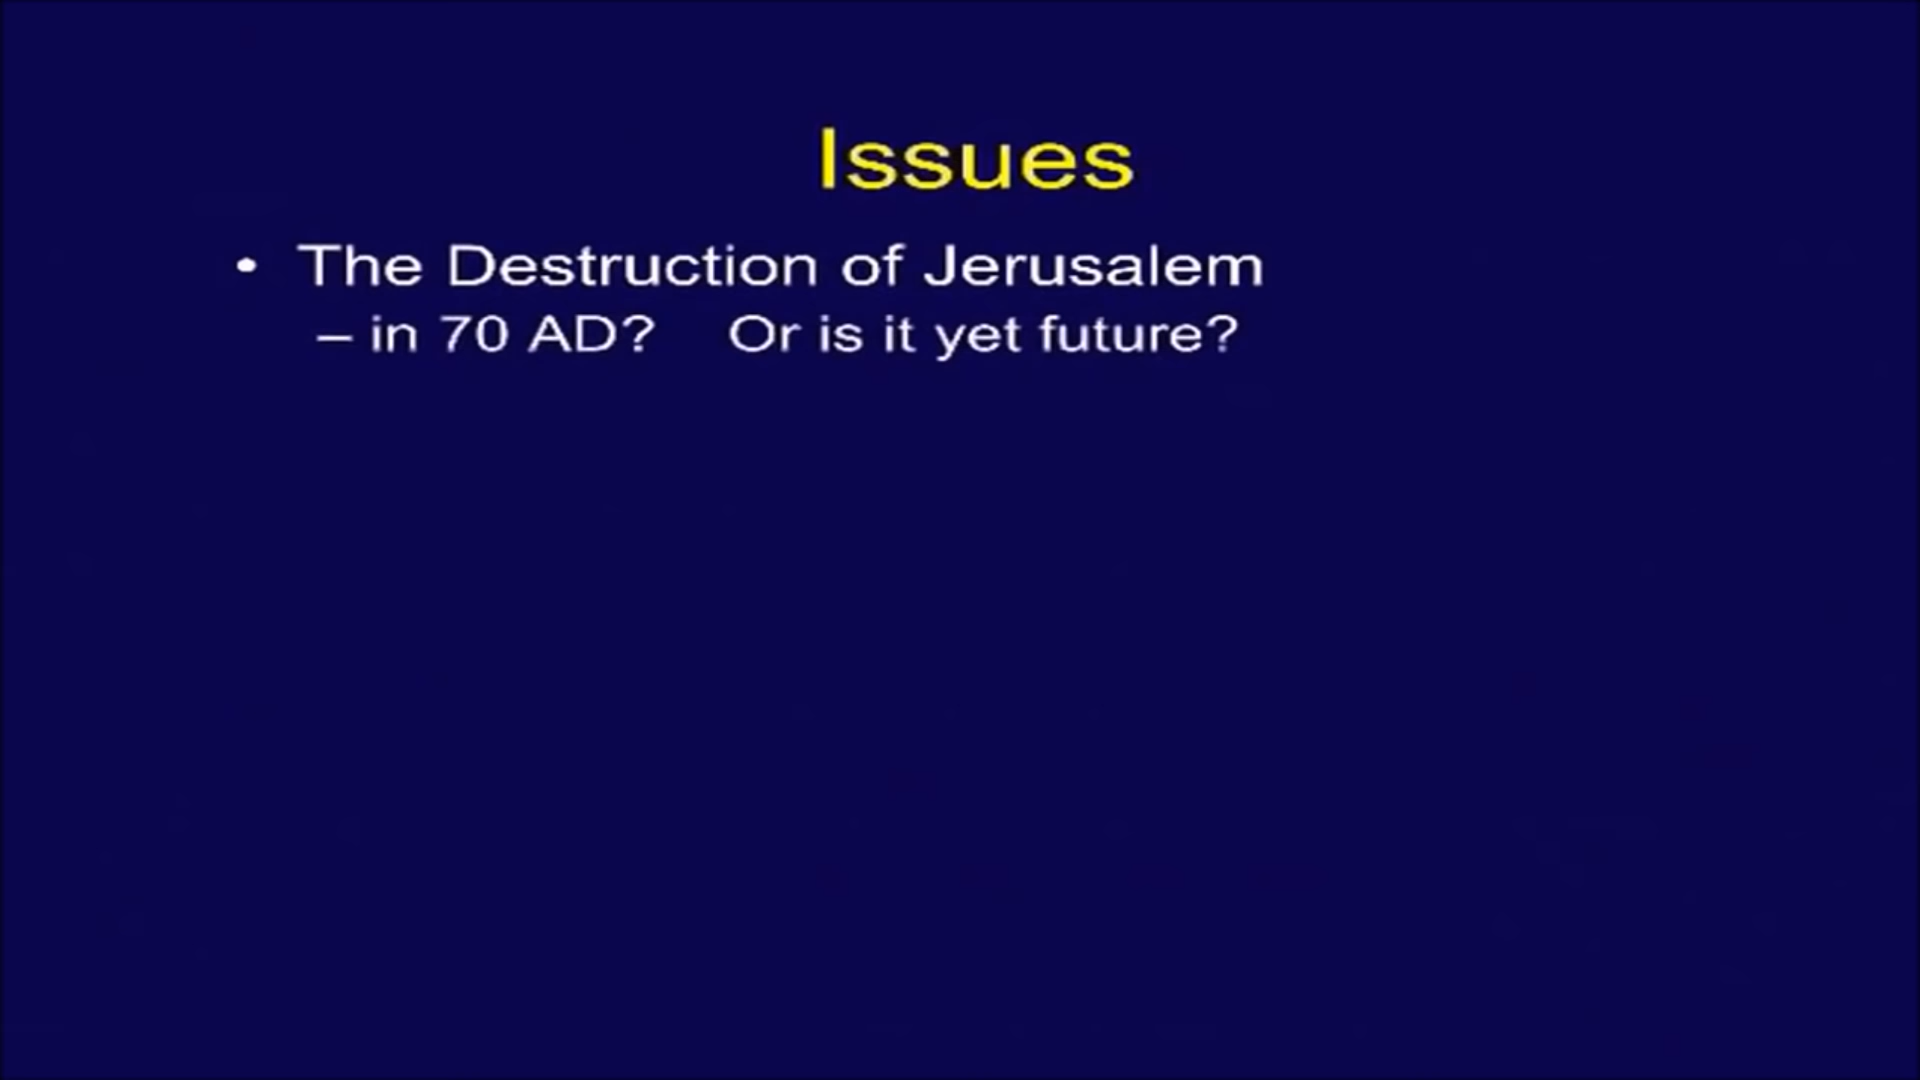 Issues
• The Destruction of Jerusalem
– in 70 AD? Or is it yet future?